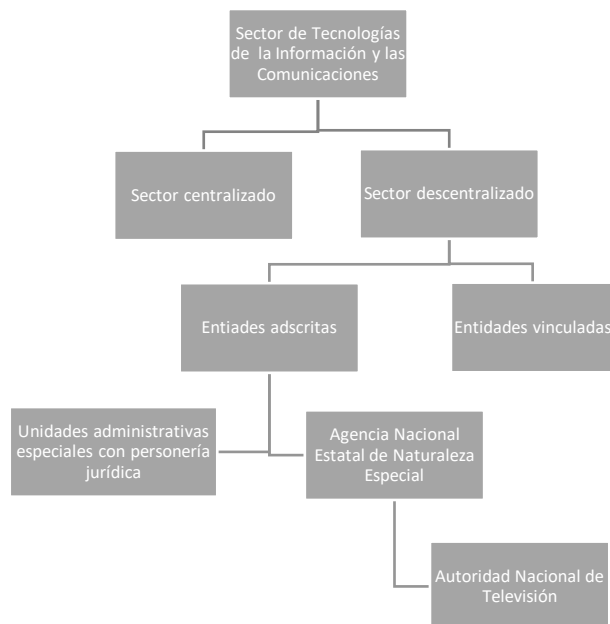 Sector de Tecnologías
de la Información y las
Comunicaciones
Sector centralizado
Sector descentralizado
Entiades adscritas
Entidades vinculadas
Unidades administrativas
especiales con personería
jurídica
Agencia Nacional
Estatal de Naturaleza
Especial
Autoridad Nacional de
Televisión